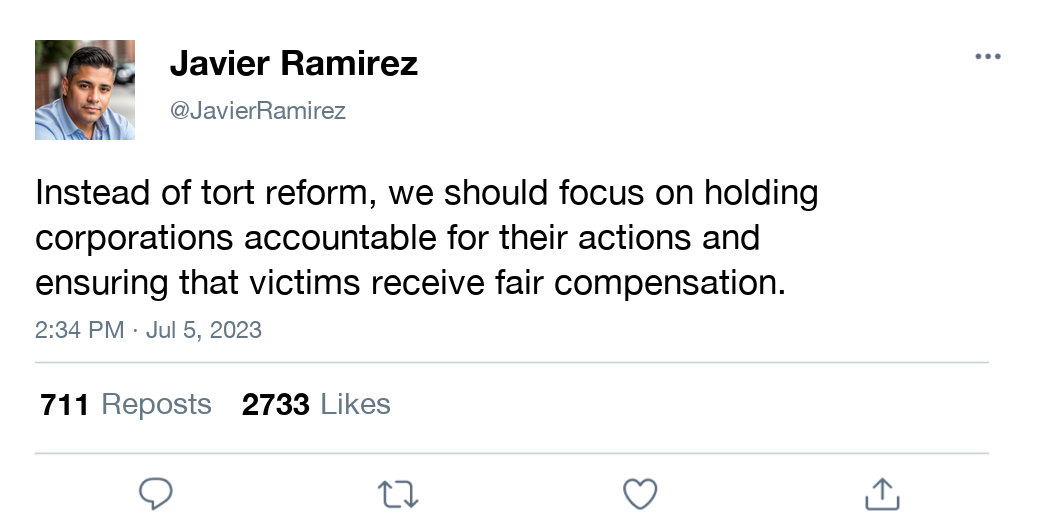 Javier Ramirez
@JavierRamirez
Instead of tort reform, we should focus on holding
corporations accountable for their actions and
ensuring that victims receive fair compensation.
2:34 PM · Jul 5, 2023
711 Reposts 2733 Likes